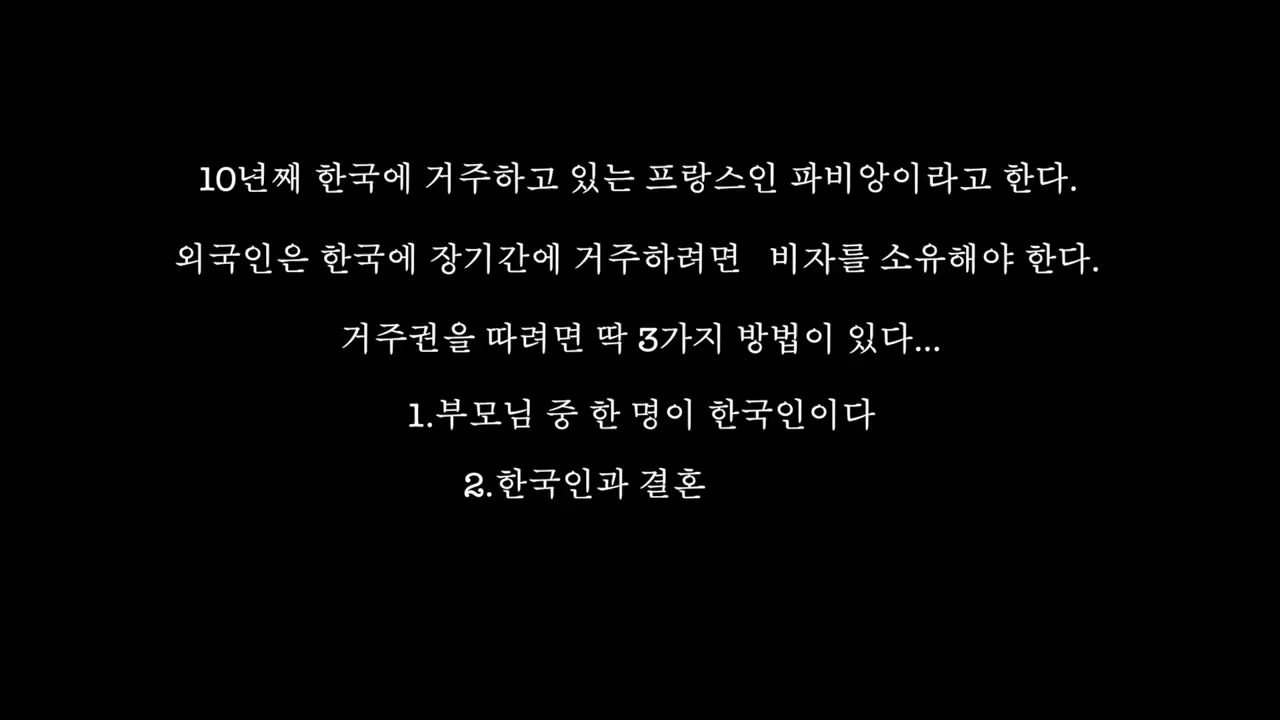 10년째 한국에 거주하고 있는 프랑스인 파비앙이라고 한다.
외국인은 한국에 장기간에 거주하려면 비자를 소유해야 한다.
거주권을 따려면 딱 3가지 방법이 있다...
1.부모님 중 한 명이 한국인이다
2.한국인과 결혼